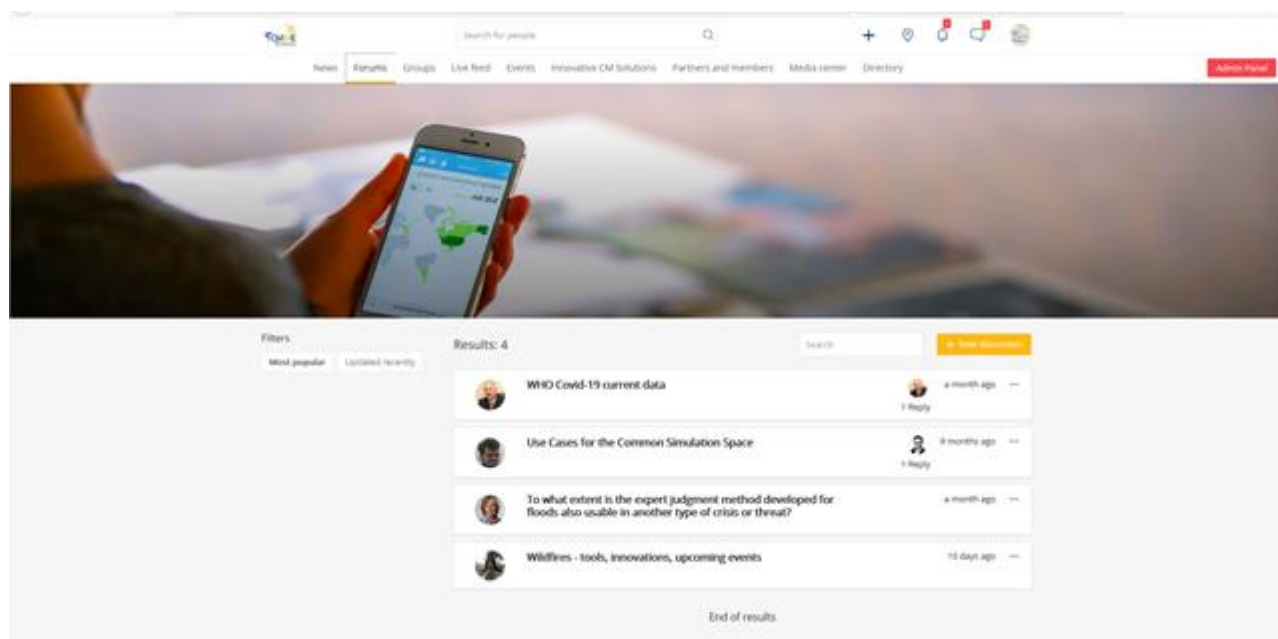 Search for people
News Forums Groups Live feed Events Innovative CM Solutions Partners and members Media center Directory
Admin Panel
Filters
Most popular Updated recently
Results: 4
Search
+ New discussion
WHO Covid-19 current data
a month ago
1 Reply
Use Cases for the Common Simulation Space
9 months ago
1 Reply
To what extent is the expert judgment method developed for
floods also usable in another type of crisis or threat?
a month ago
Wildfires - tools, innovations, upcoming events
10 days ago
End of results